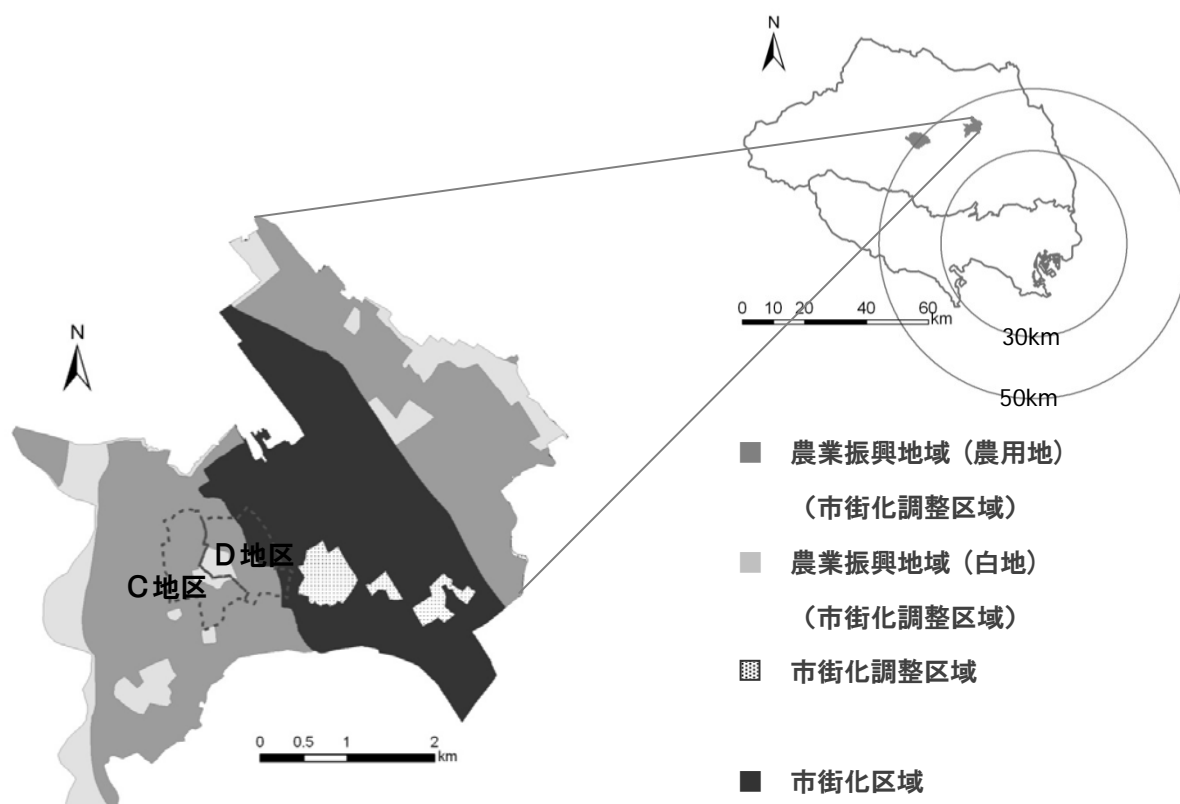 N
0 10 20 40 60
km
30km
50km
N
D地区
C地区
0 0.5 1 2
km
農業振興地域（農用地）
（市街化調整区域）
農業振興地域（白地）
（市街化調整区域）
市街化調整区域
市街化区域